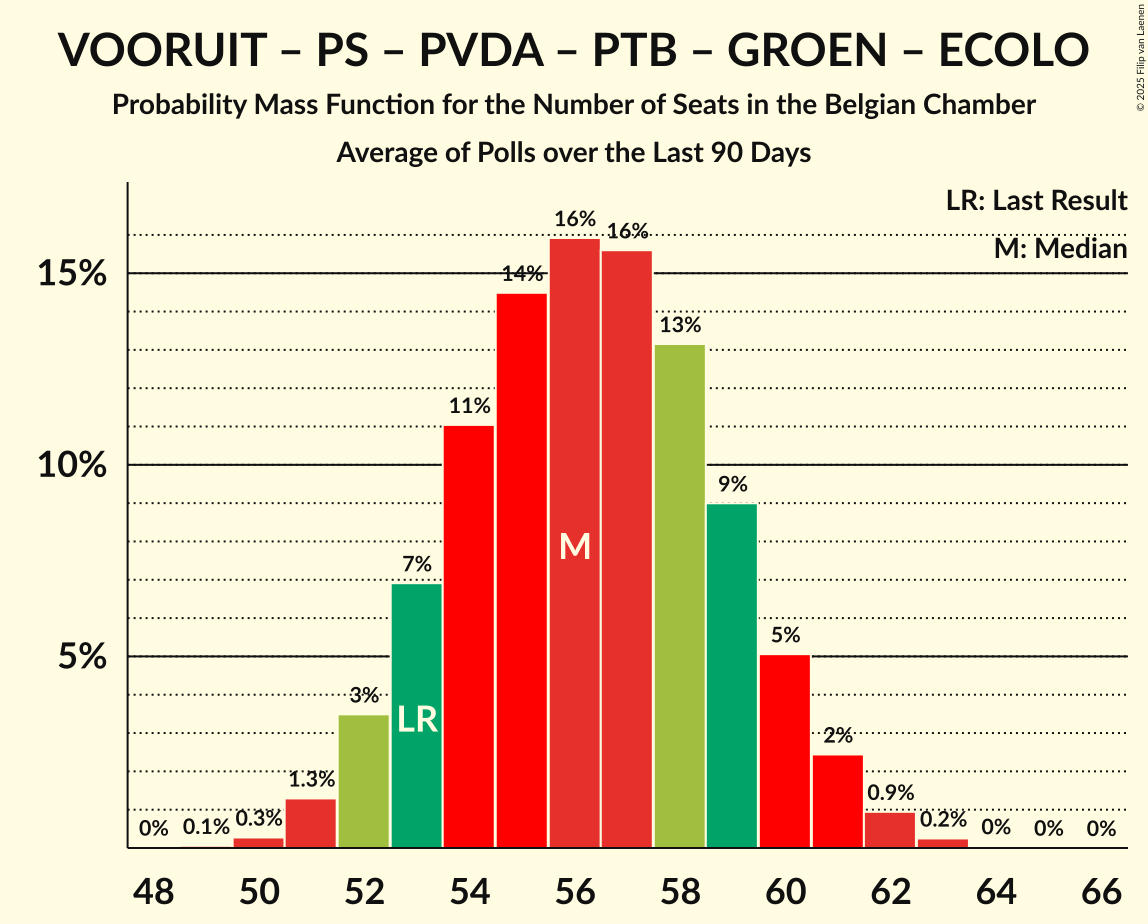 VOORUIT – PS – PVDA – PTB – GROEN – ECOLO
Probability Mass Function for the Number of Seats in the Belgian Chamber
Average of Polls over the Last 90 Days
© 2025 Filip van Laenen
LR: Last Result
M: Median
15%
10%
5%
0%
0.1%
0.3%
1.3%
3%
7%
11%
14%
16%
16%
13%
9%
5%
2%
0.9%
0.2%
0%
0%
0%
LR
M
48 50 52 54 56 58 60 62 64 66